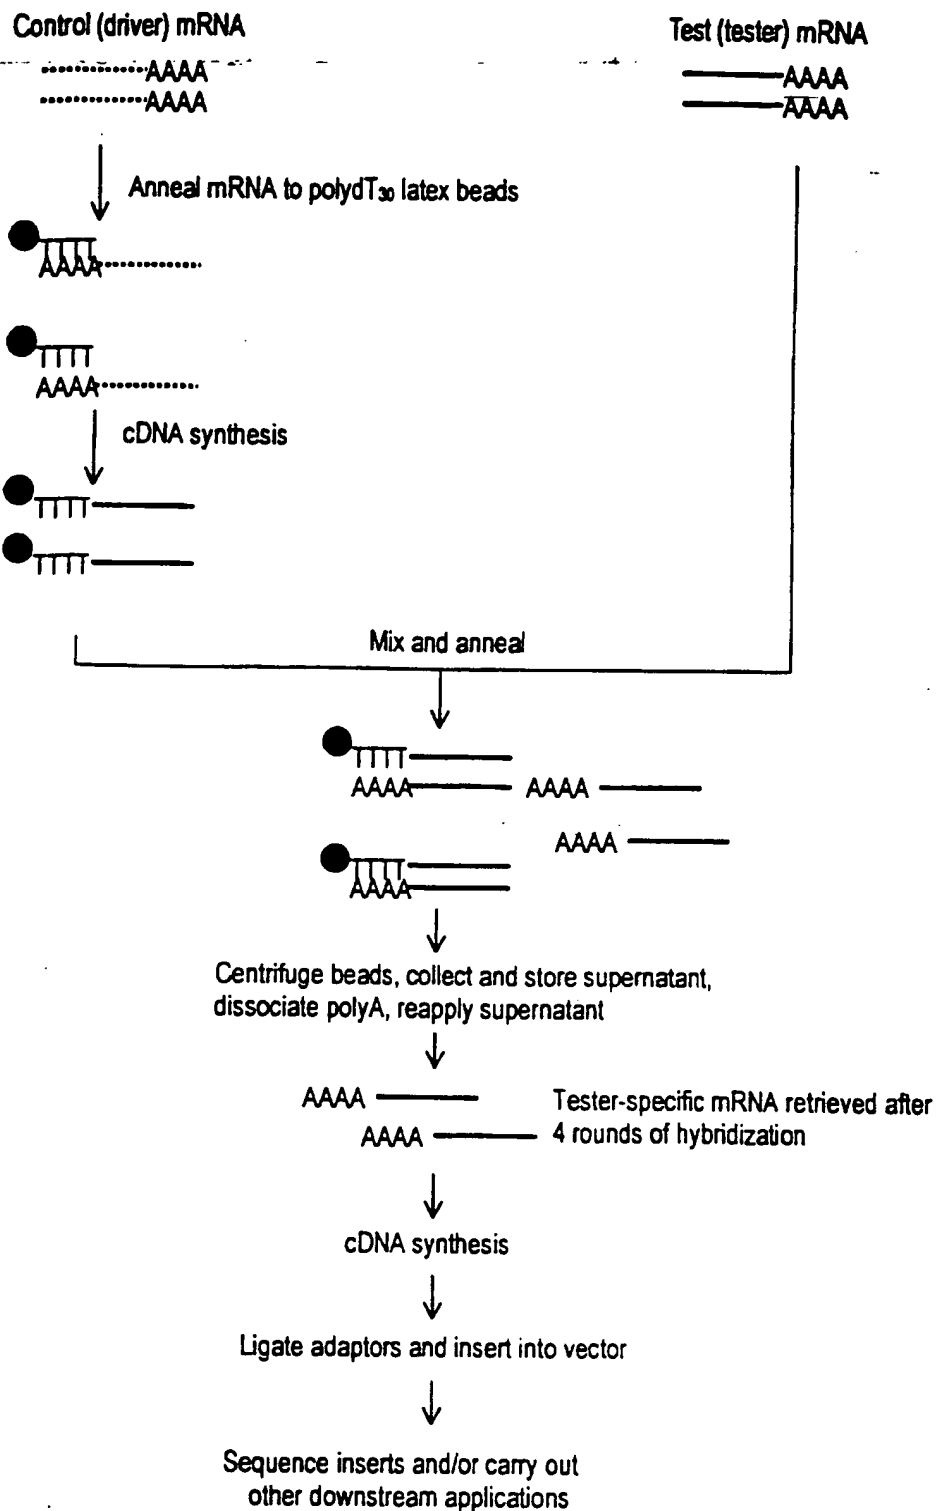 Control (driver) mRNA
Test (tester) mRNA
AAAA
AAAA
AAAA
AAAA
Anneal mRNA to polydT₃₀ latex beads
TTTT
AAAA
TTTT
AAAA
cDNA synthesis
TTTT
TTTT
Mix and anneal
TTTT
AAAA AAAA
AAAA
TTTT
AAAA
Centrifuge beads, collect and store supernatant,
dissociate polyA, reapply supernatant
AAAA
AAAA
Tester-specific mRNA retrieved after
4 rounds of hybridization
cDNA synthesis
Ligate adaptors and insert into vector
Sequence inserts and/or carry out
other downstream applications